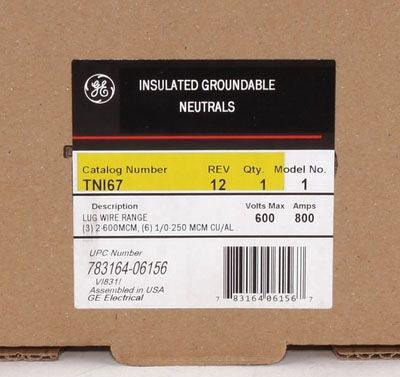 GE
INSULATED GROUNDABLE
NEUTRALS
Catalog Number REV Qty. Model No.
TNI67 12 1 1
Description Volts Max Amps
LUG WIRE RANGE 600 800
(3) 2-600MCM, (6) 1/0-250 MCM CU/AL
UPC Number
783164-06156
VI831I
Assembled in USA
GE Electrical
7 83164 06156 7